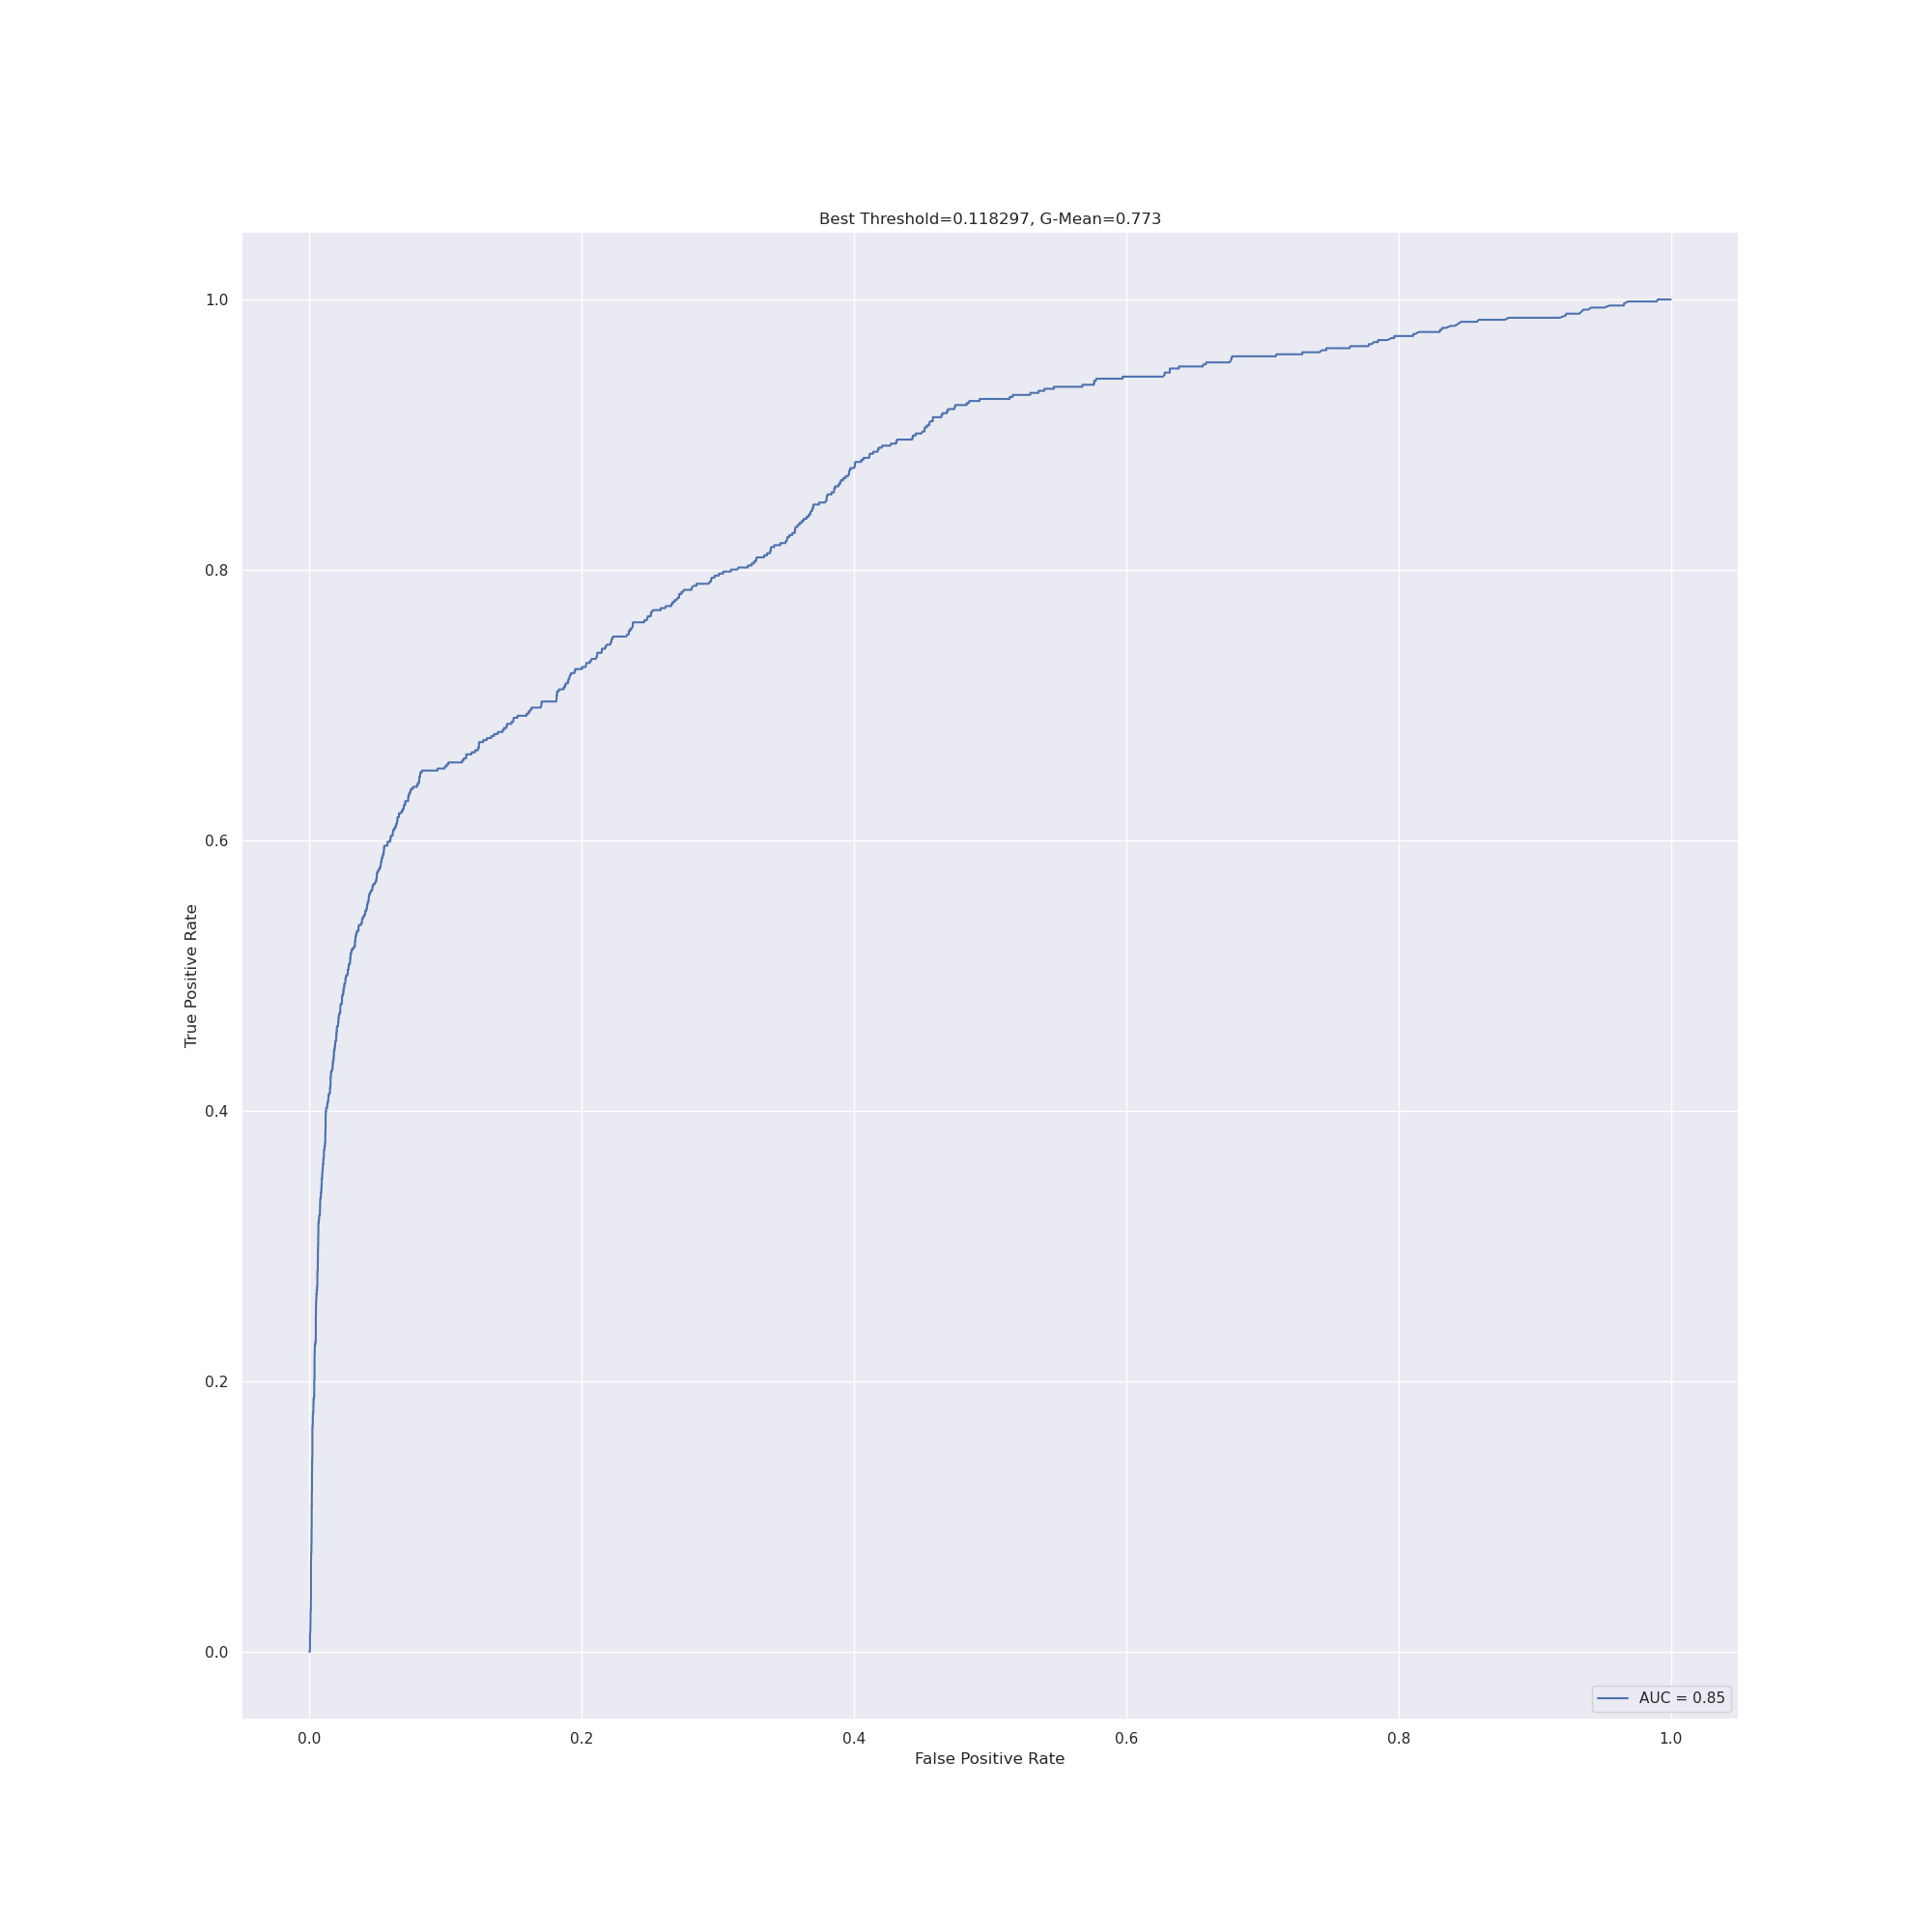 Best Threshold=0.118297, G-Mean=0.773
1.0
0.8
0.6
0.4
0.2
0.0
True Positive Rate
AUC = 0.85
0.0 0.2 0.4 0.6 0.8 1.0
False Positive Rate